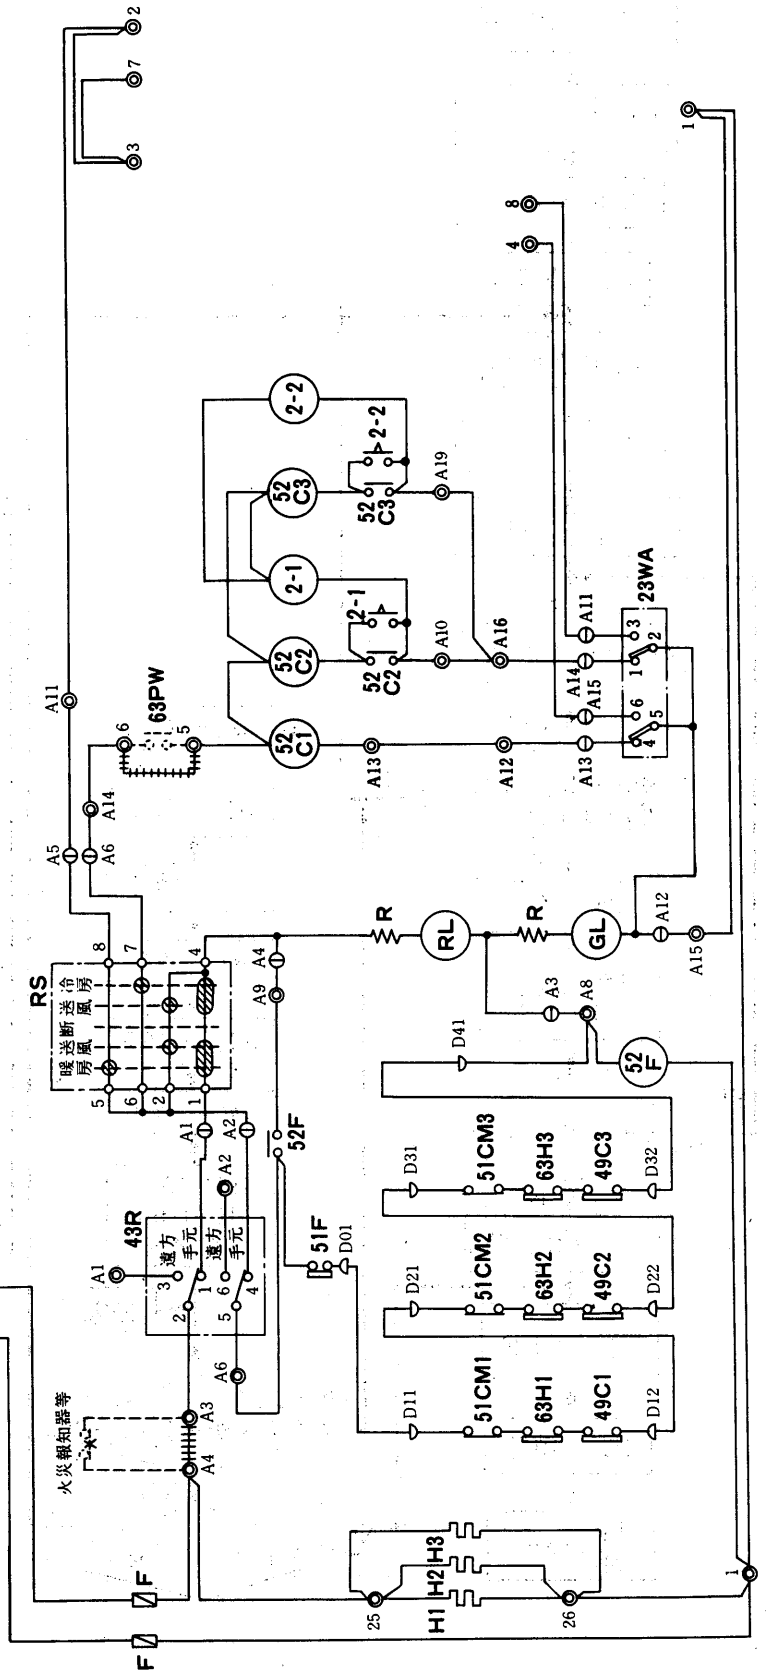 2
7
3
1
8
4
A11
A5
A6
A14
63PW
6
5
52
C1
52
C2
2-1
52
C3
2-2
2-1
52
C2
2-2
52
C3
A13
A10
A19
A12
A16
A13
A15
A14
A11
23WA
4
5
6
1
2
3
RS
暖房
送風
断
送風
冷房
8
7
4
5
6
2
1
A1
A2
A4
A9
R
RL
R
GL
A12
A15
A3
A8
52
F
D41
52F
43R
遠方
手元
遠方
手元
A1
A2
3
2
1
6
5
4
A6
51F
D01
火災報知器等
A3
A4
D11
51CM1
63H1
49C1
D12
D21
51CM2
63H2
49C2
D22
D31
51CM3
63H3
49C3
D32
F
F
25
H1
H2
H3
26
1